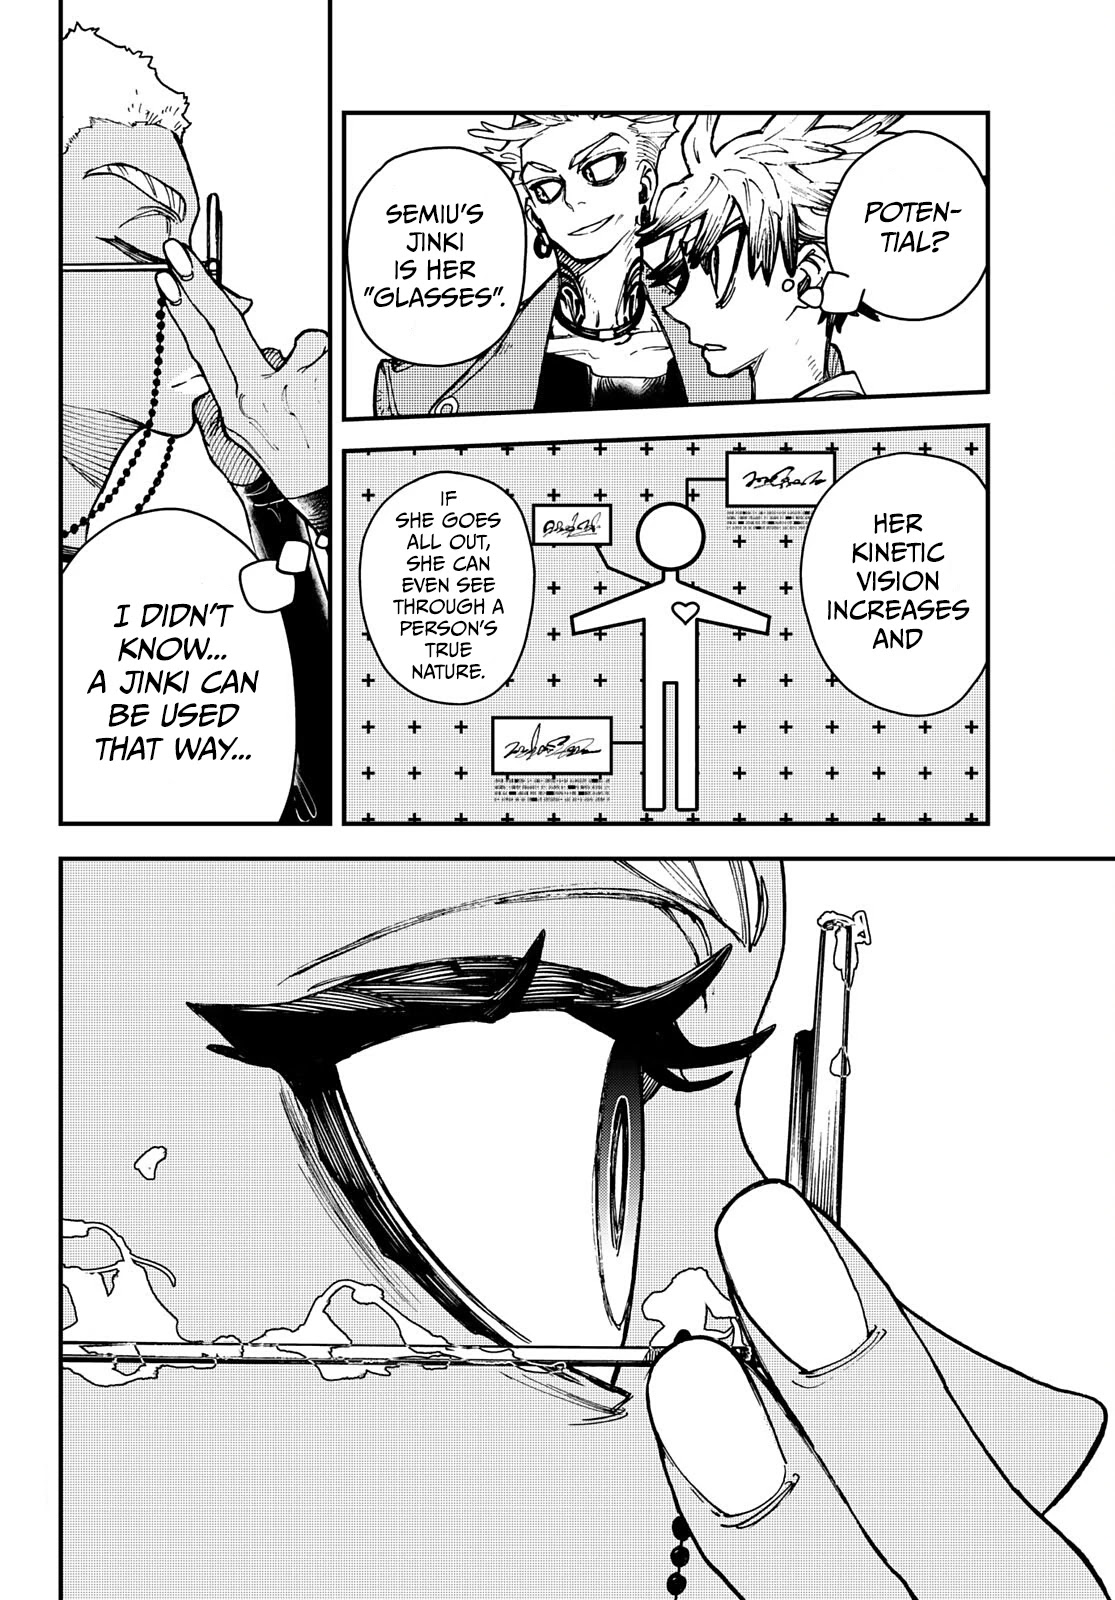 POTEN-
TIAL?
SEMIU'S
JINKI
IS HER
"GLASSES".
HER
KINETIC
VISION
INCREASES
AND
IF
SHE GOES
ALL OUT,
SHE CAN
EVEN SEE
THROUGH A
PERSON'S
TRUE
NATURE.
I DIDN'T
KNOW...
A JINKI CAN
BE USED
THAT WAY...